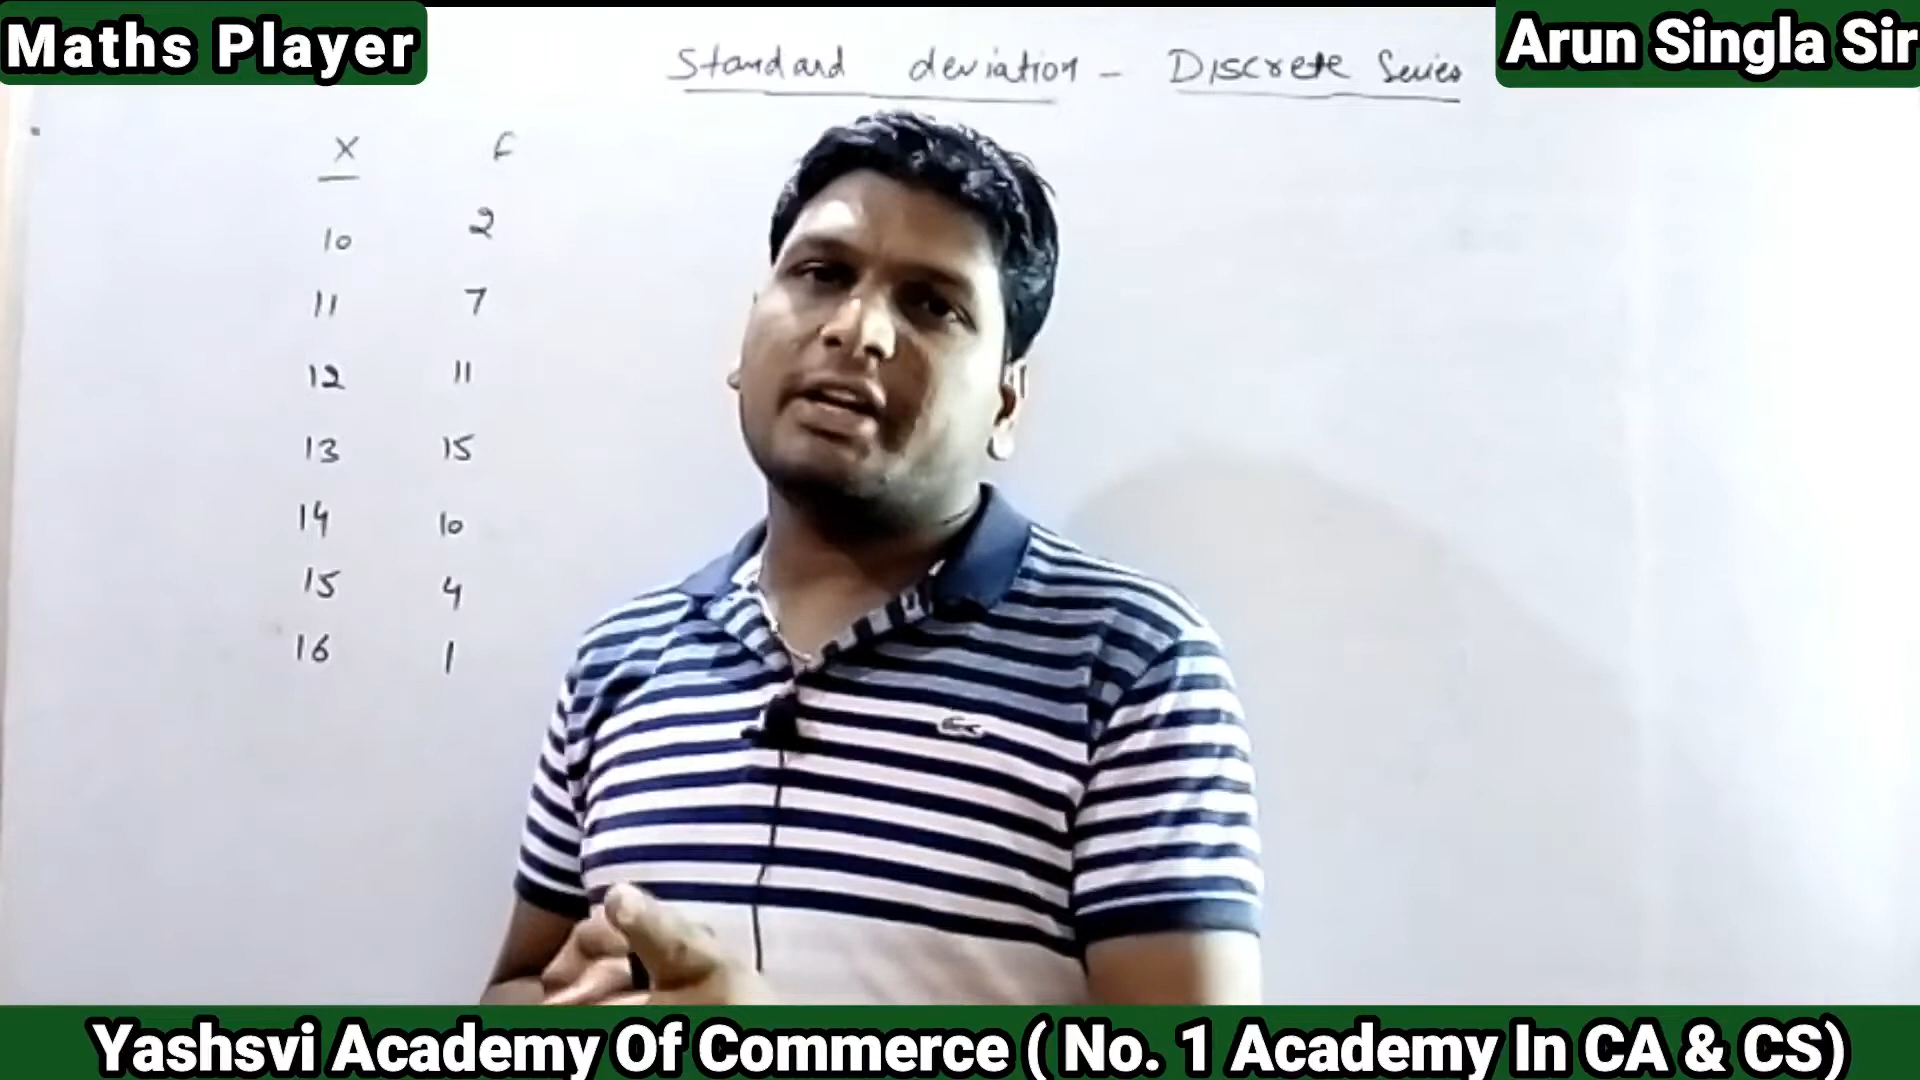 Maths Player
Arun Singla Sir
Standard deviation - Discrete Series
X f
10 2
11 7
12 11
13 15
14 10
15 4
16 1
Yashsvi Academy Of Commerce ( No. 1 Academy In CA & CS)